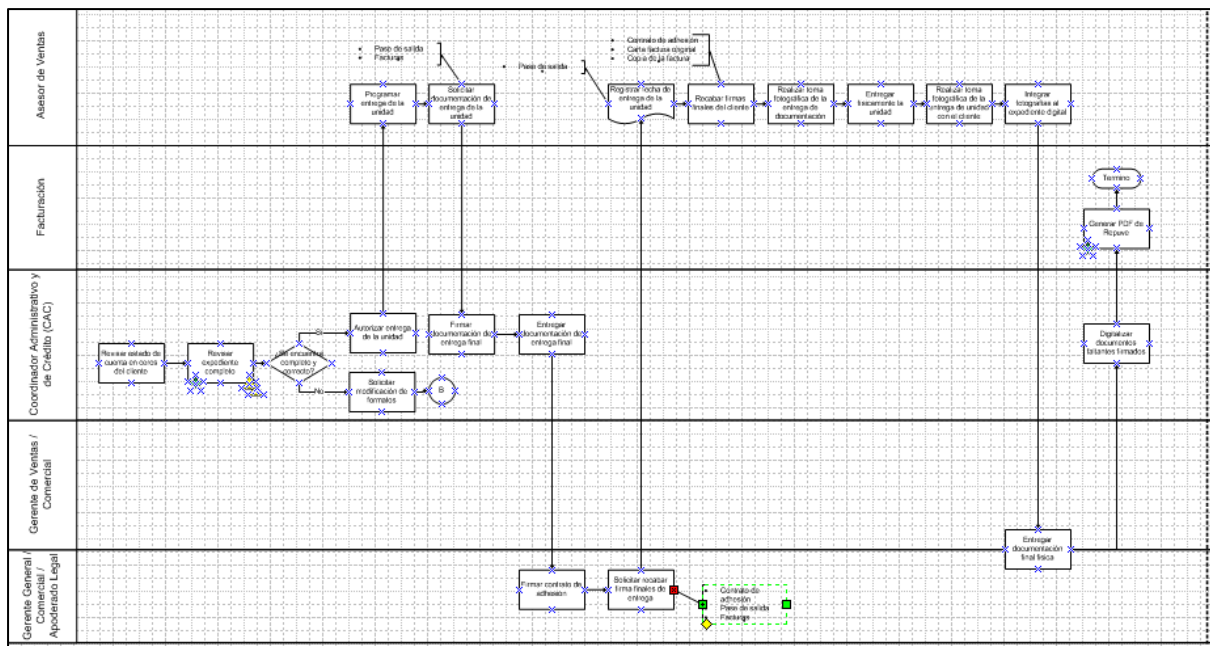 Asesor de Ventas
Pase de salida
Facturas
Pase de salida
Contrato de adhesión
Carta factura original
Copia de la factura
Programar
entrega de la
unidad
Solicitar
documentación de
entrega de la
unidad
Registrar fecha de
entrega de la
unidad
Recabar firmas
finales del cliente
Realizar toma
fotográfica de la
entrega de
documentación
Entregar
físicamente la
unidad
Realizar toma
fotográfica de la
entrega de unidad
con el cliente
Integrar
fotografías al
expediente digital
Facturación
Termino
Generar PDF de
Repuve
Coordinador Administrativo y
de Crédito (CAC)
Revisar estado de
cuenta en ceros
del cliente
Revisar
expediente
completo
¿Se encuentra
completo y
correcto?
Si
No
Autorizar entrega
de la unidad
Solicitar
modificación de
formatos
B
Firmar
documentación de
entrega final
Entregar
documentación de
entrega final
Digitalizar
documentos
faltantes firmados
Gerente de Ventas /
Comercial
Entregar
documentación
final física
Gerente General /
Comercial /
Apoderado Legal
Firmar contrato de
adhesión
Solicitar recabar
firma finales de
entrega
Contrato de
adhesión
Pase de salida
Facturas